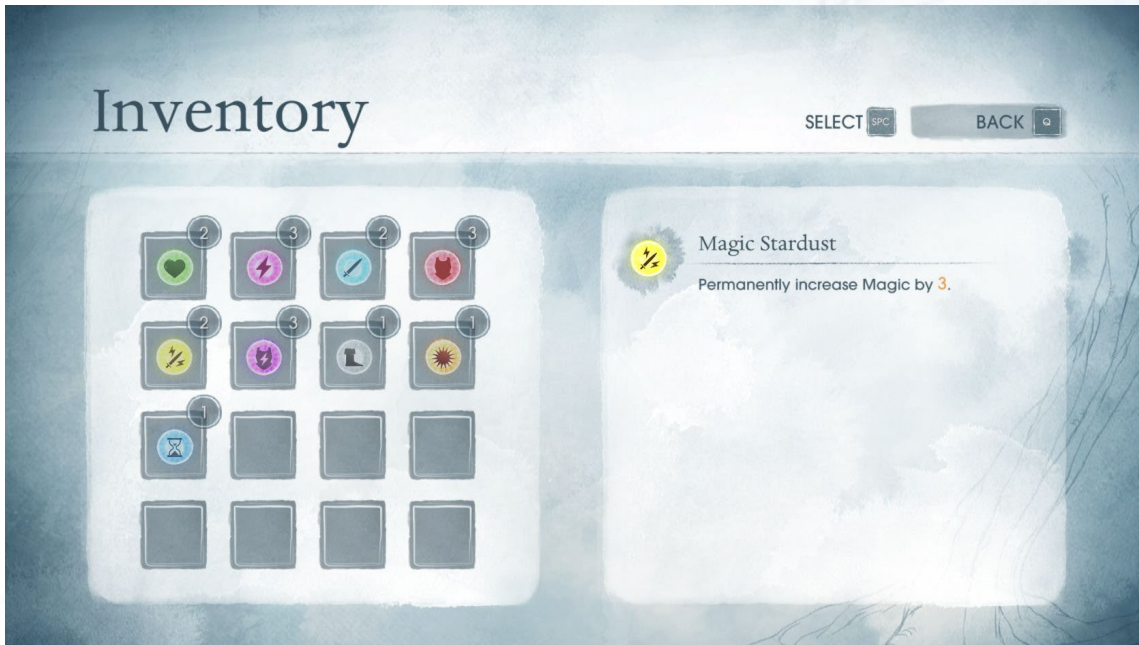 Inventory
SELECT SPC BACK Q
2 3 2 3
2 3 1 1
1
Magic Stardust
Permanently increase Magic by 3.